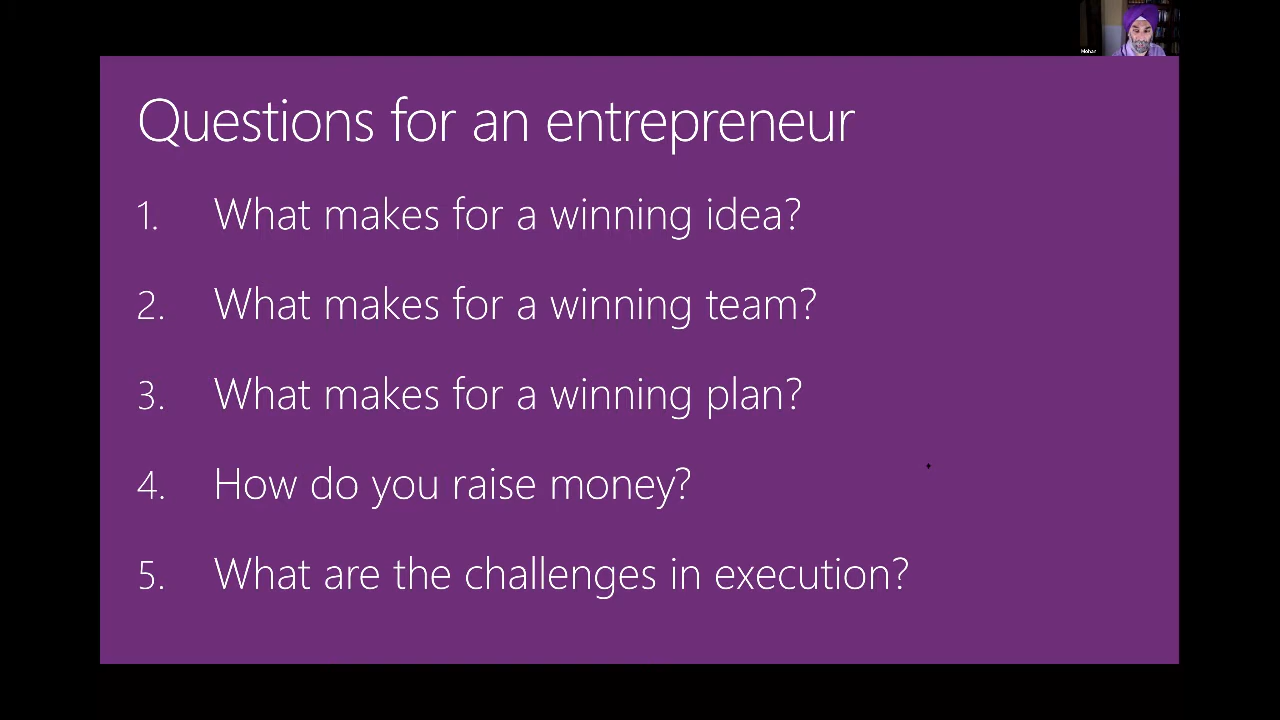 Mohan
Questions for an entrepreneur
1. What makes for a winning idea?
2. What makes for a winning team?
3. What makes for a winning plan?
4. How do you raise money?
5. What are the challenges in execution?